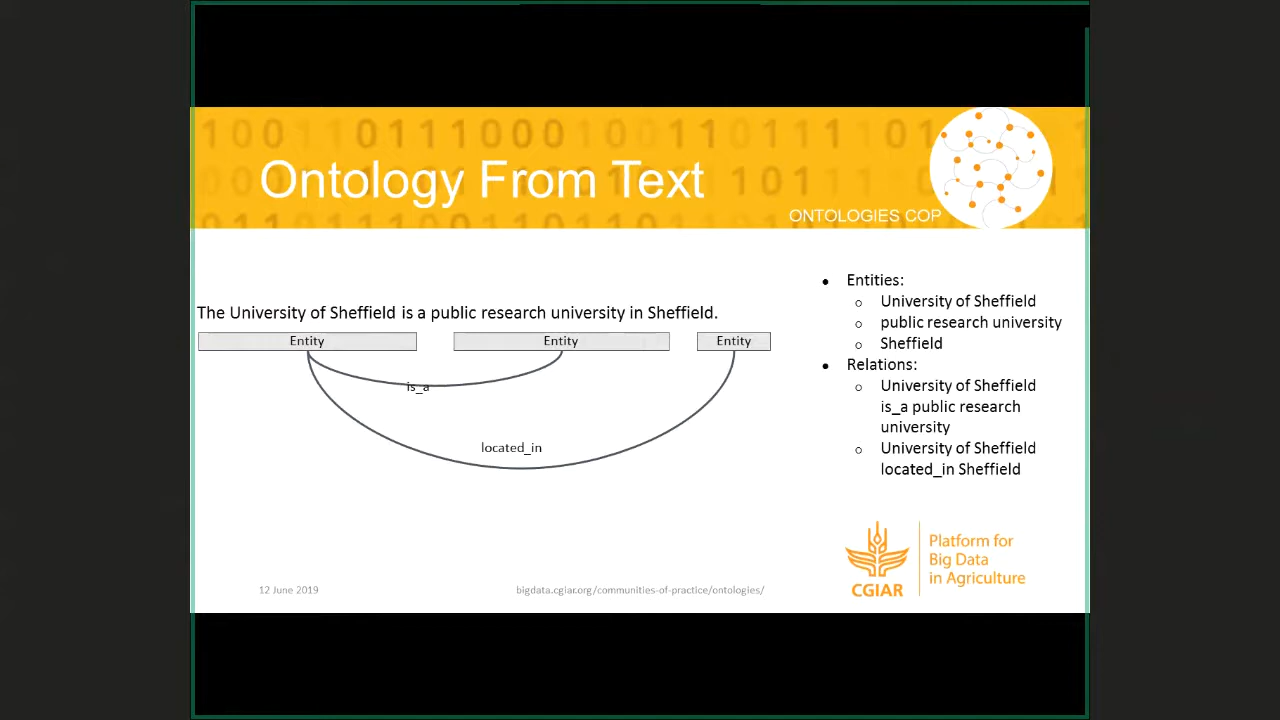 Ontology From Text
ONTOLOGIES COP
The University of Sheffield is a public research university in Sheffield.
Entity
Entity
Entity
is_a
located_in
• Entities:
o University of Sheffield
o public research university
o Sheffield
• Relations:
o University of Sheffield
is_a public research
university
o University of Sheffield
located_in Sheffield
CGIAR
Platform for
Big Data
in Agriculture
12 June 2019
bigdata.cgiar.org/communities-of-practice/ontologies/